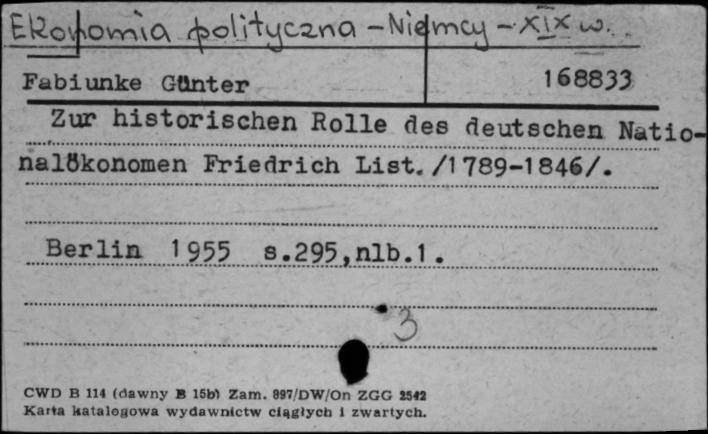 Ekonomia polityczna - Niemcy - XIX w.
Fabiunke Günter 168833
Zur historischen Rolle des deutschen Natio-
nalökonomen Friedrich List. /1789-1846/.
Berlin 1955 s.295,nlb.1.
3
CWD B 114 (dawny B 15b) Zam. 897/DW/On ZGG 2542
Karta katalogowa wydawnictw ciągłych i zwartych.